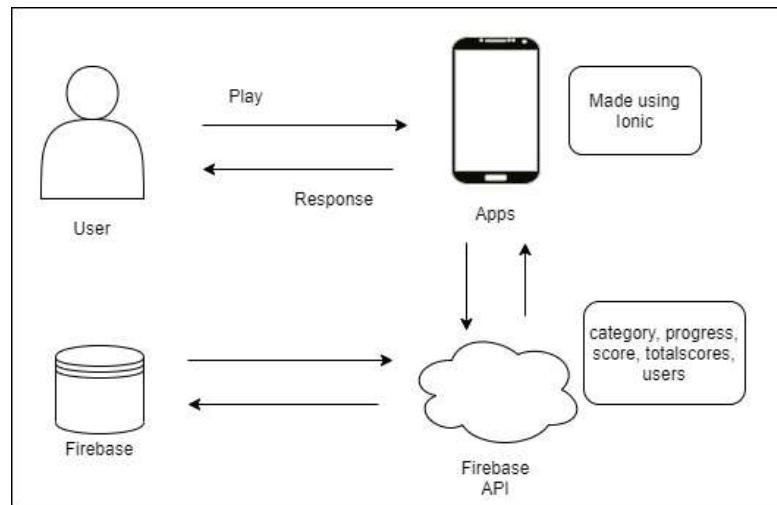 Play
Made using
Ionic
Response
User
Apps
category, progress,
score, totalscores,
users
Firebase
Firebase
API